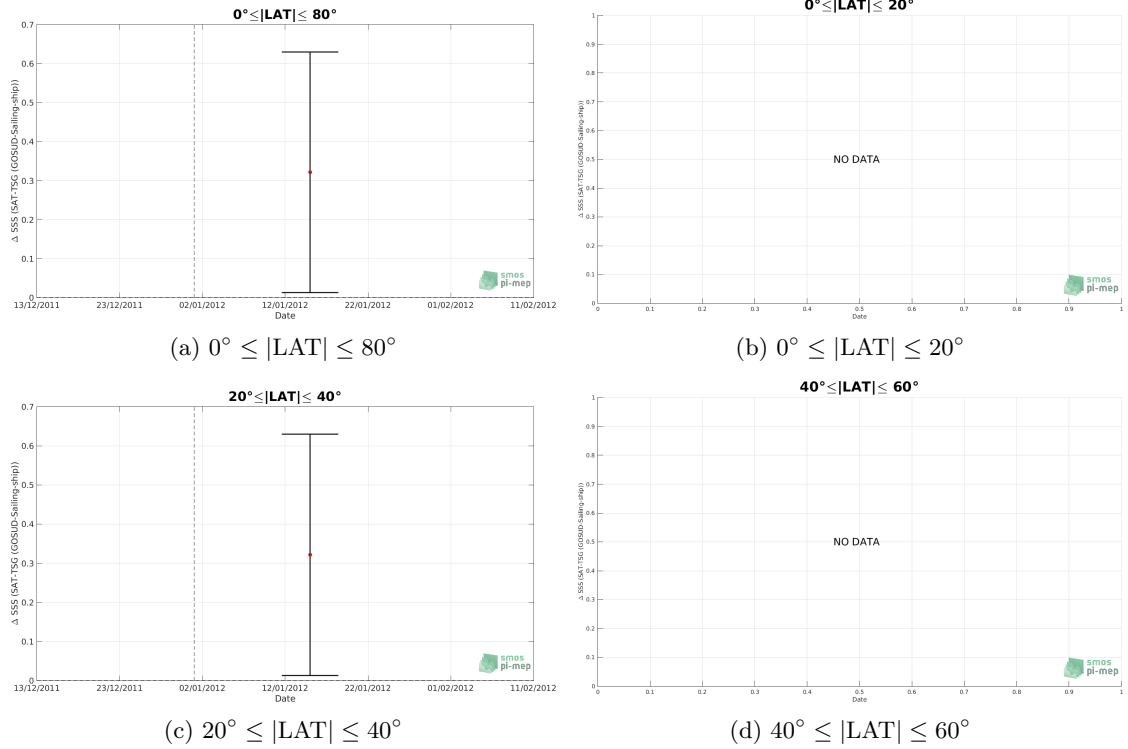 0°≤|LAT|≤ 80°
Δ SSS (SAT-TSG (GOSUD-Sailing-ship))
0.7
0.6
0.5
0.4
0.3
0.2
0.1
0
13/12/2011 23/12/2011 02/01/2012 12/01/2012 22/01/2012 01/02/2012 11/02/2012
Date
smos
pi-mep
(a) 0° ≤ |LAT| ≤ 80°
0°≤|LAT|≤ 20°
Δ SSS (SAT-TSG (GOSUD-Sailing-ship))
1
0.9
0.8
0.7
0.6
0.5
0.4
0.3
0.2
0.1
0
NO DATA
0 0.1 0.2 0.3 0.4 0.5 0.6 0.7 0.8 0.9 1
Date
smos
pi-mep
(b) 0° ≤ |LAT| ≤ 20°
20°≤|LAT|≤ 40°
Δ SSS (SAT-TSG (GOSUD-Sailing-ship))
0.7
0.6
0.5
0.4
0.3
0.2
0.1
0
13/12/2011 23/12/2011 02/01/2012 12/01/2012 22/01/2012 01/02/2012 11/02/2012
Date
smos
pi-mep
(c) 20° ≤ |LAT| ≤ 40°
40°≤|LAT|≤ 60°
Δ SSS (SAT-TSG (GOSUD-Sailing-ship))
1
0.9
0.8
0.7
0.6
0.5
0.4
0.3
0.2
0.1
0
NO DATA
0 0.1 0.2 0.3 0.4 0.5 0.6 0.7 0.8 0.9 1
Date
smos
pi-mep
(d) 40° ≤ |LAT| ≤ 60°